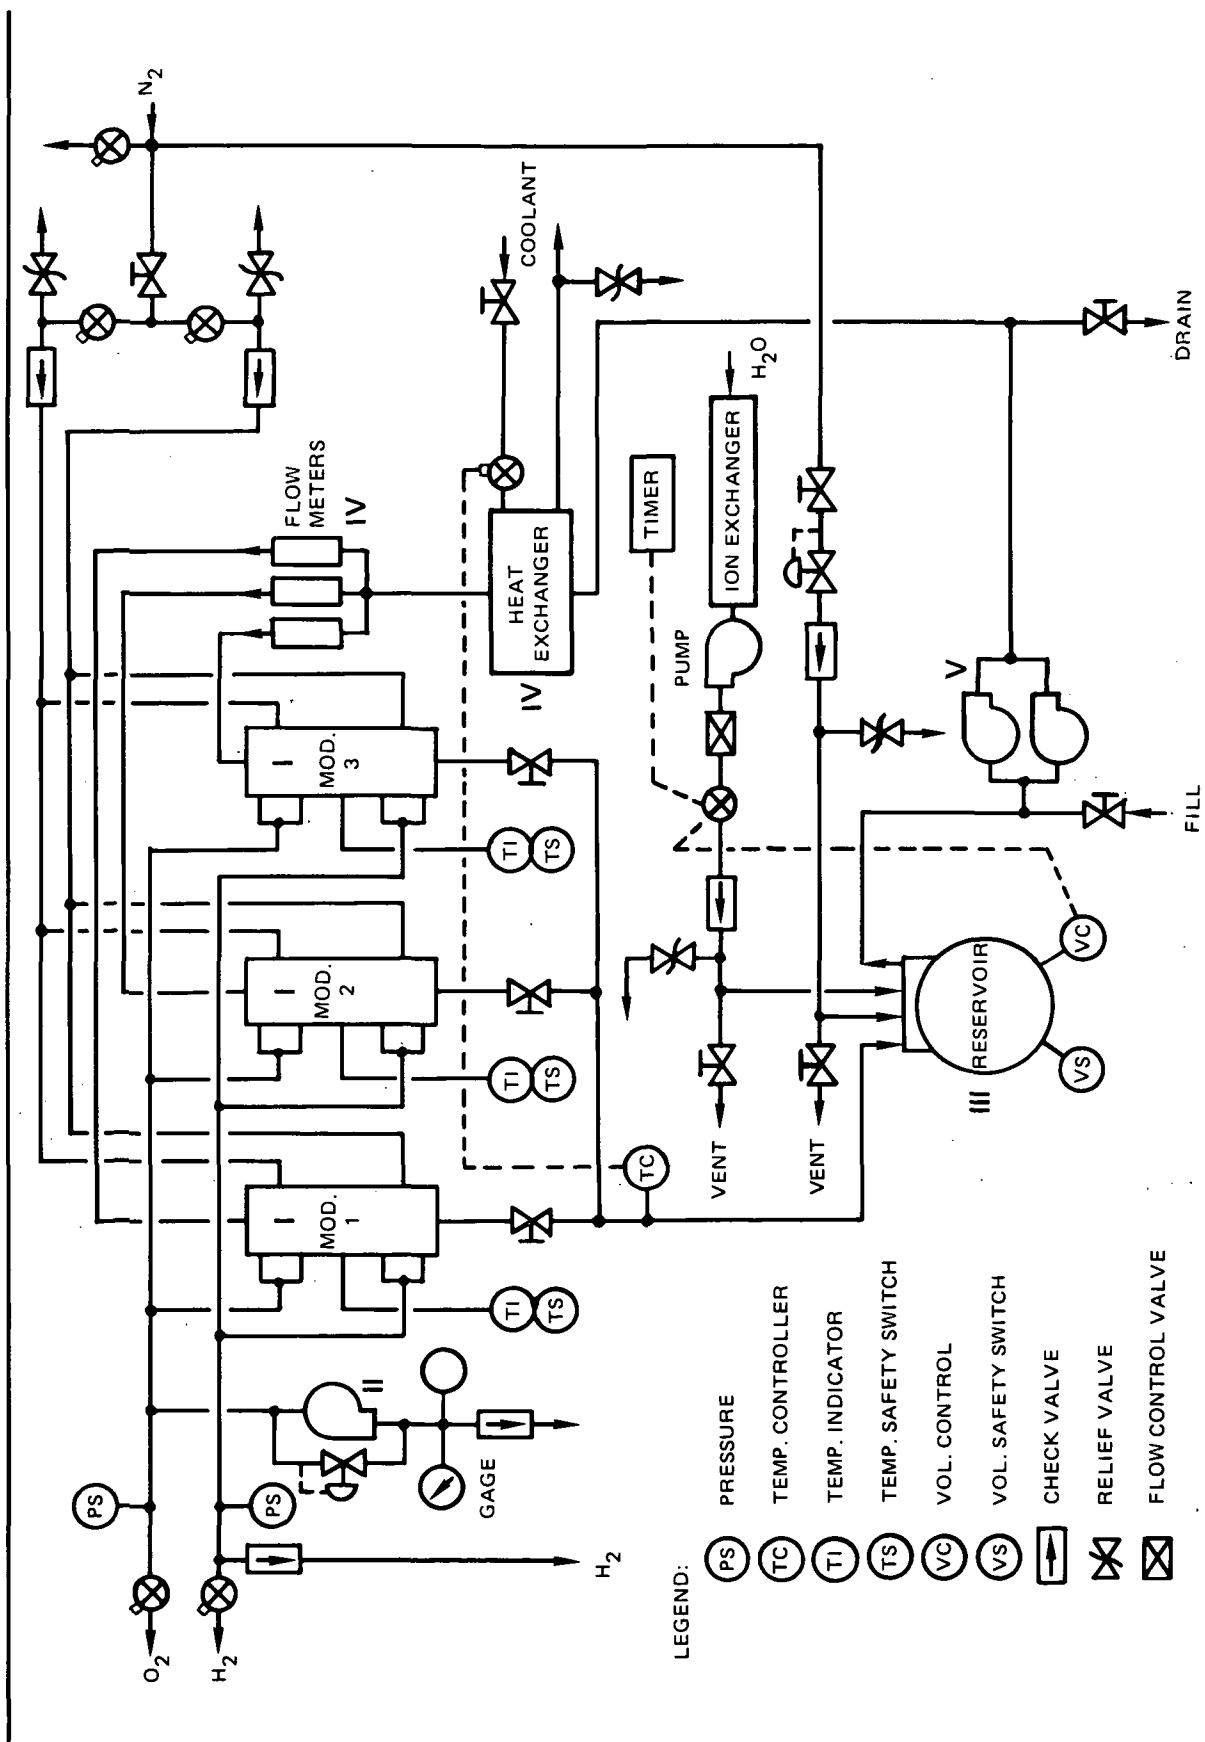 N2
COOLANT
FLOW
METERS
IV
HEAT
EXCHANGER
IV
TIMER
ION EXCHANGER
H2O
PUMP
V
DRAIN
FILL
I
MOD.
3
I
MOD.
2
I
MOD.
1
TI
TS
TI
TS
TI
TS
TC
VENT
VENT
RESERVOIR
III
VC
VS
II
GAGE
PS
PS
O2
H2
H2
LEGEND:
PS PRESSURE
TC TEMP. CONTROLLER
TI TEMP. INDICATOR
TS TEMP. SAFETY SWITCH
VC VOL. CONTROL
VS VOL. SAFETY SWITCH
CHECK VALVE
RELIEF VALVE
FLOW CONTROL VALVE